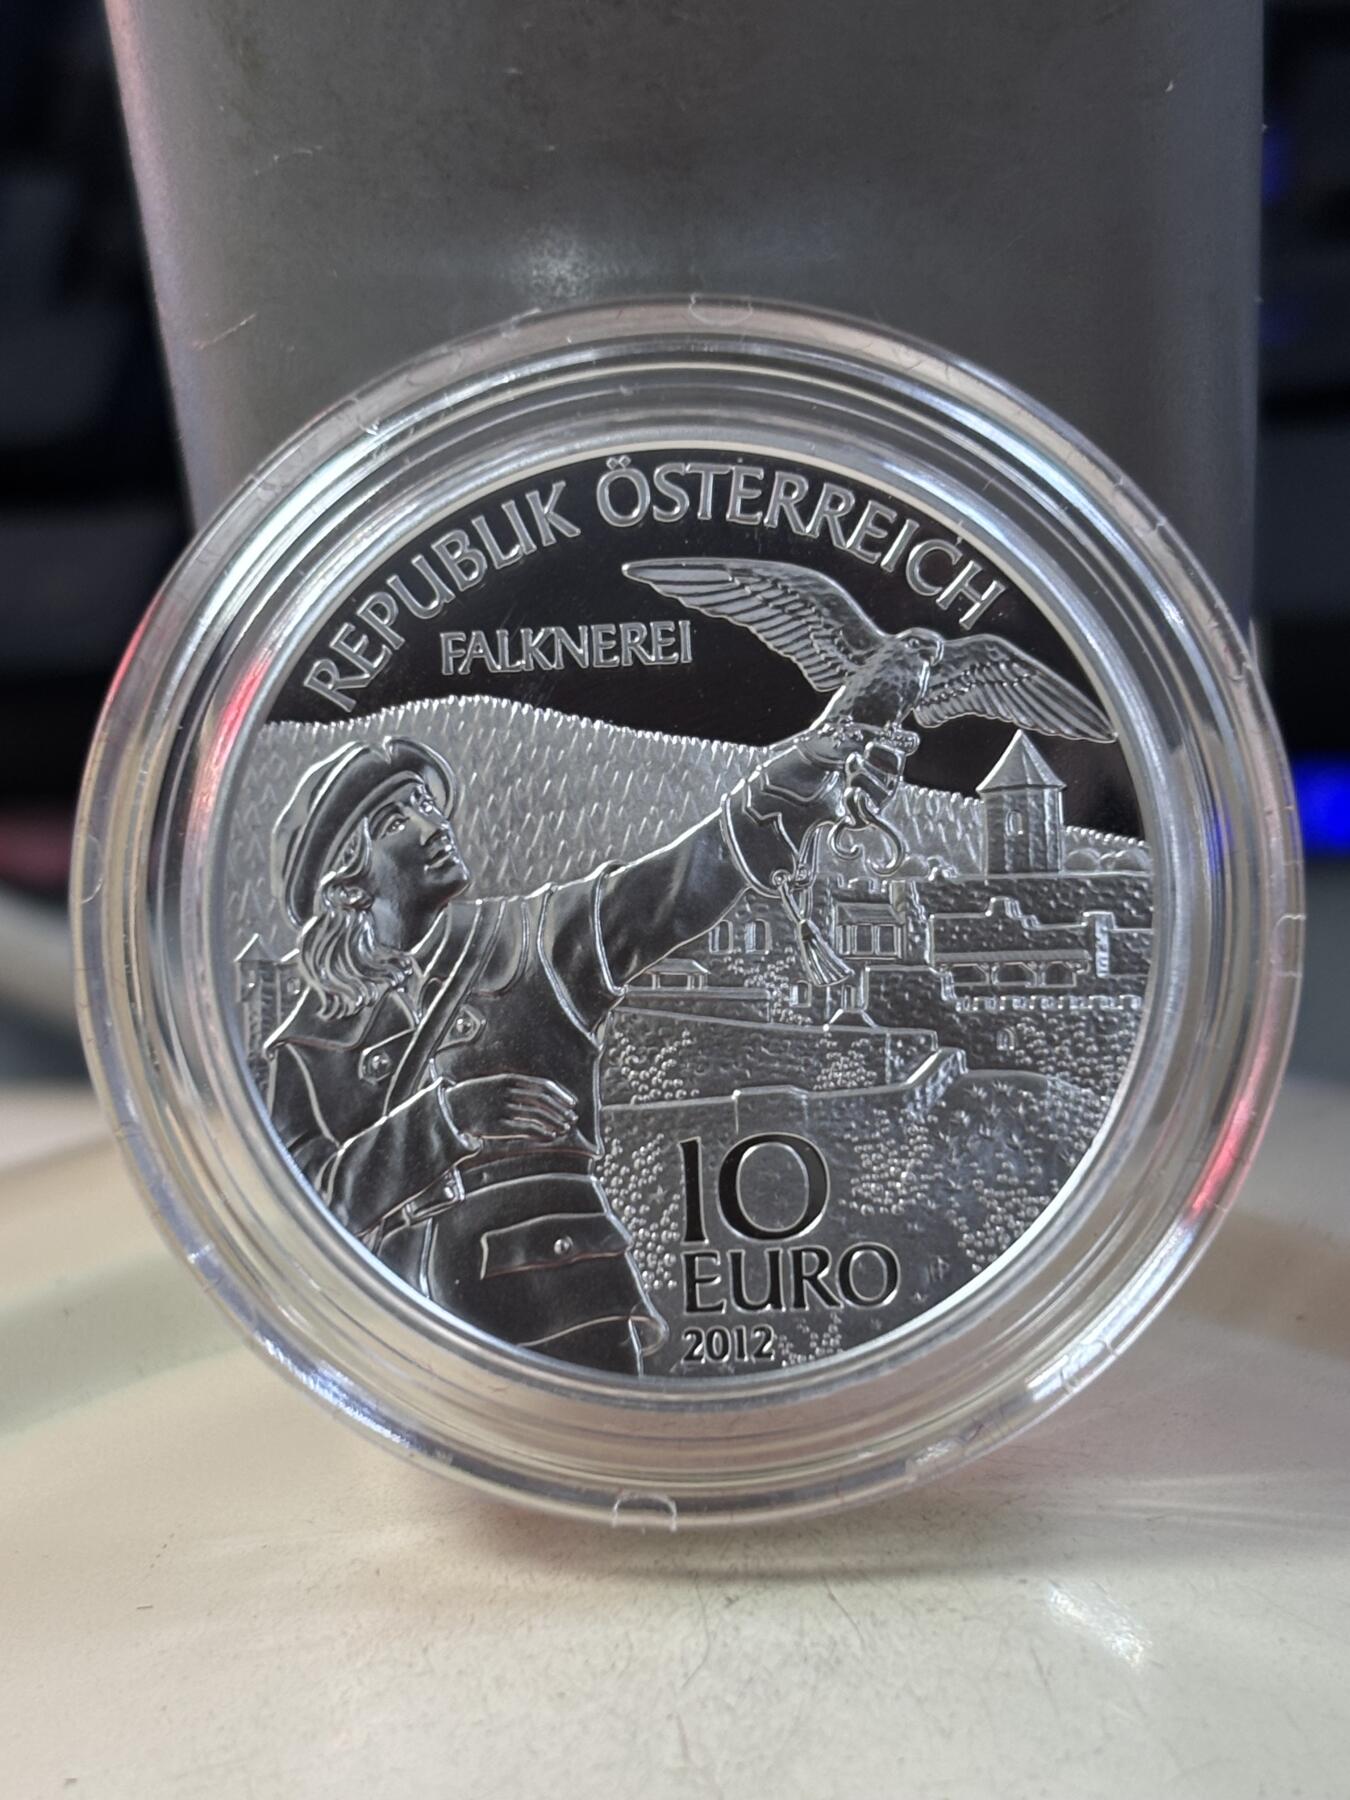 REPUBLIK ÖSTERREICH
FALKNEREI
10
EURO
2012